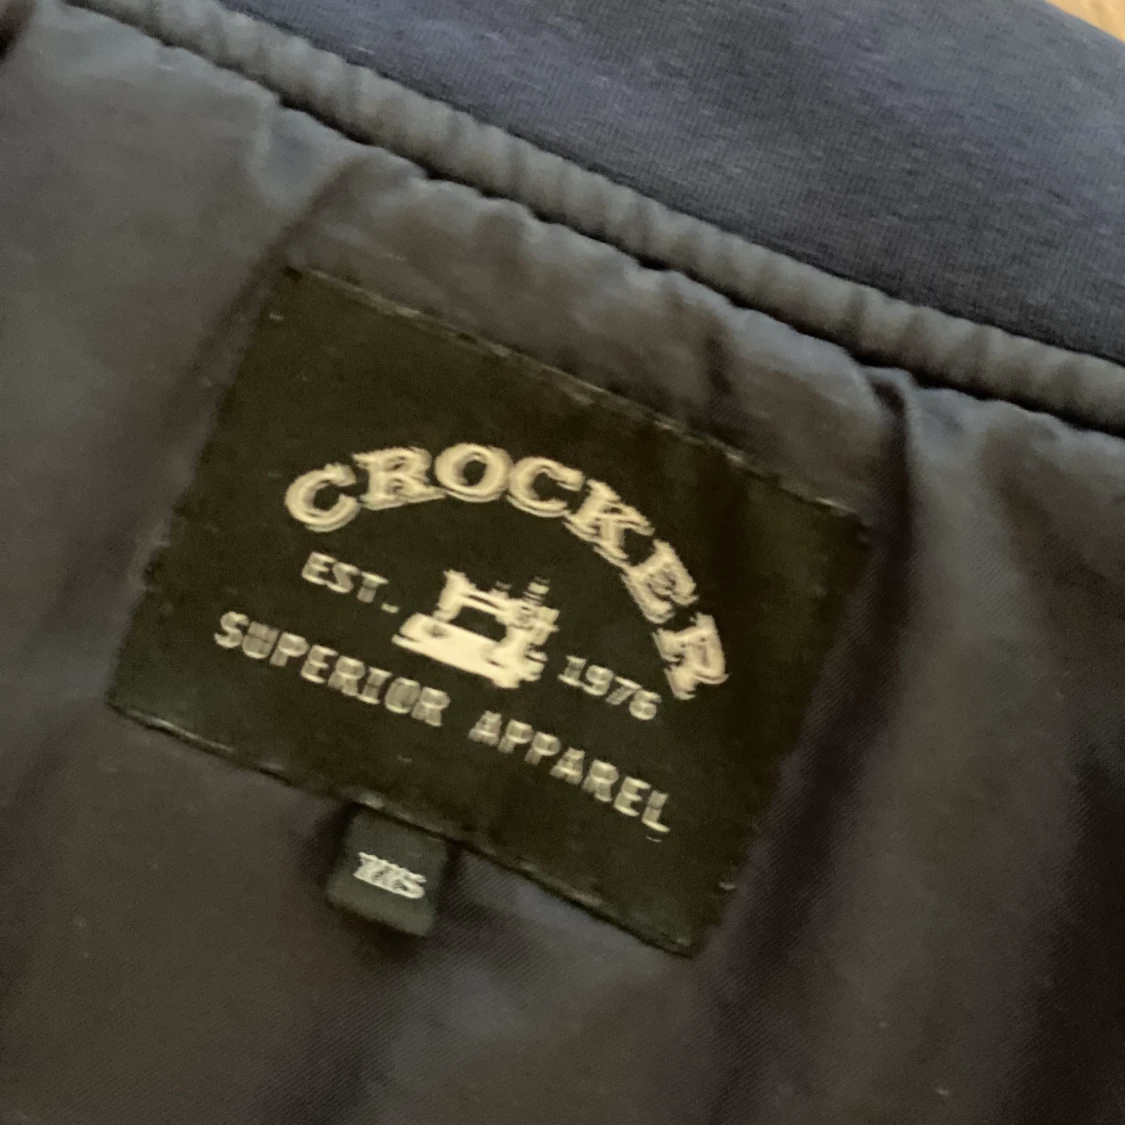 CROCKER
EST. 1976
SUPERIOR APPAREL
XXS